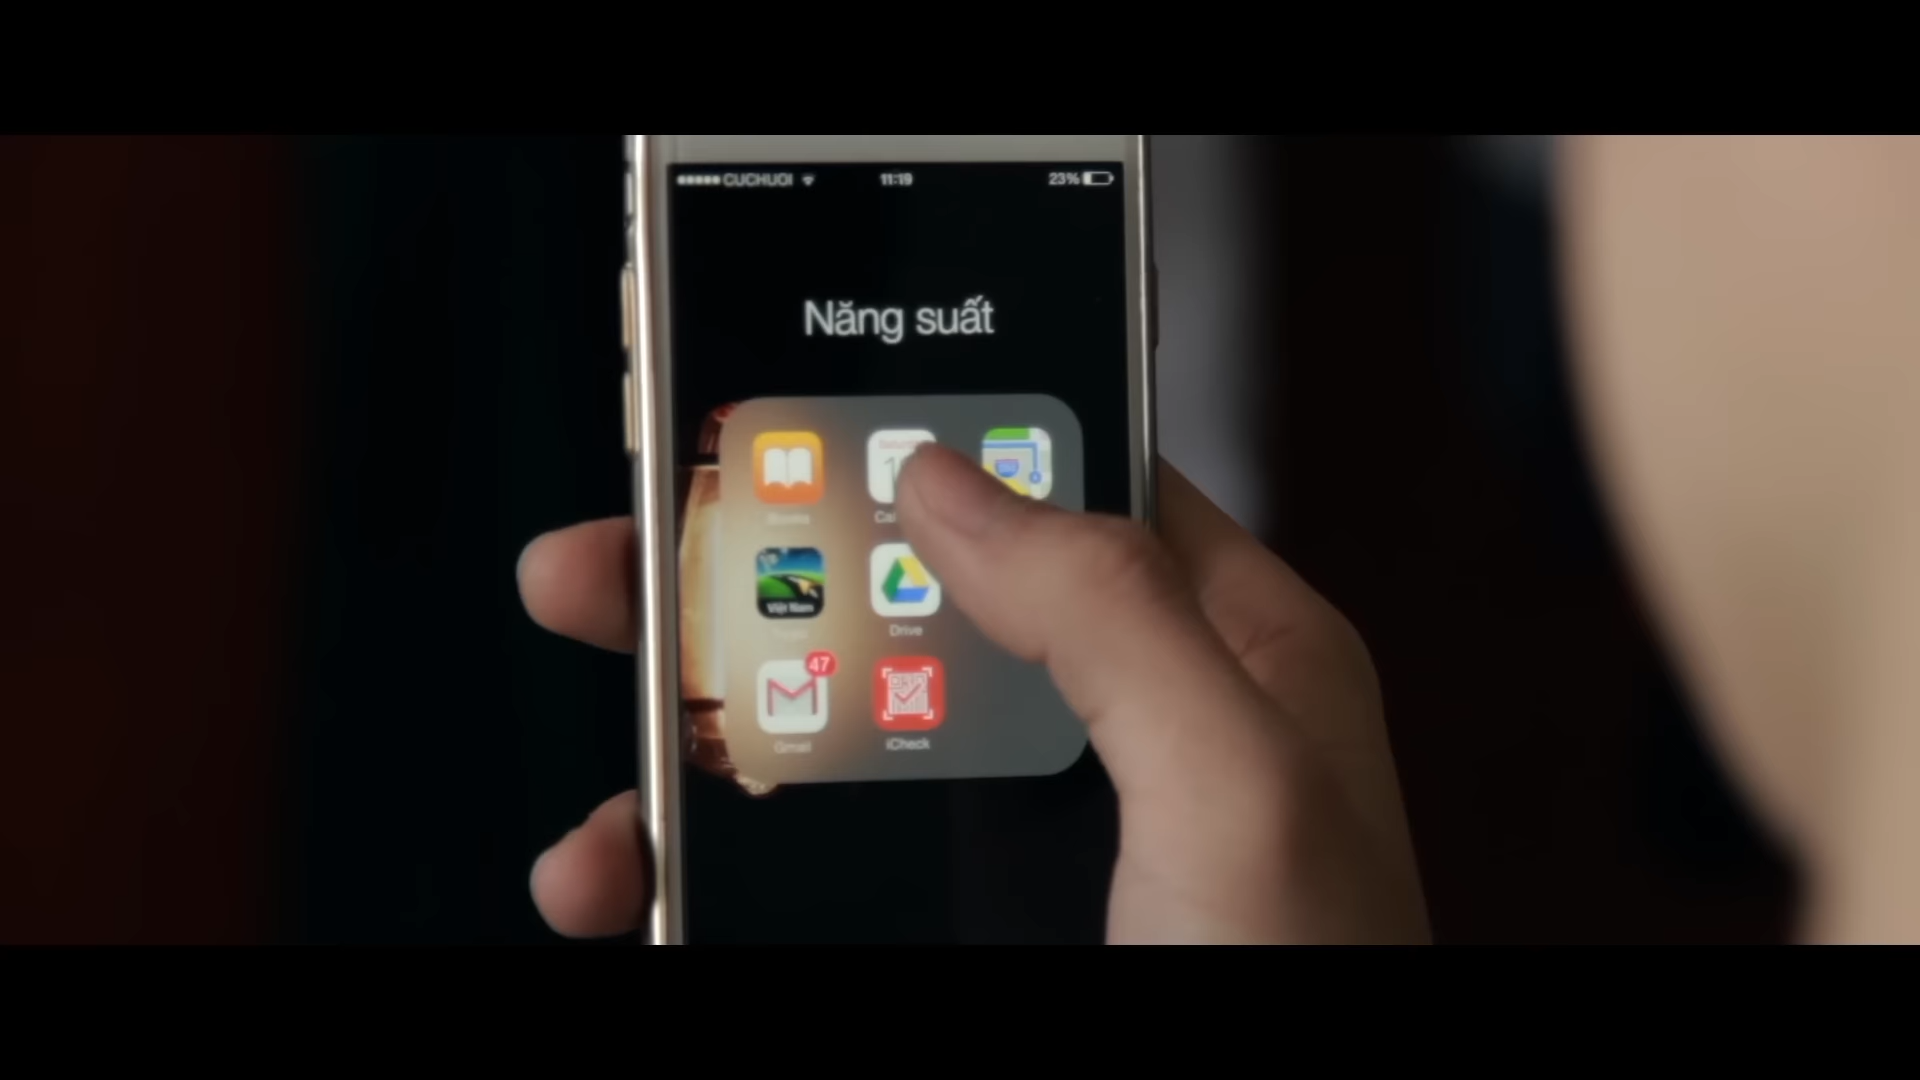 CUCHUOI 11:19 23%
Năng suất
Việt Nam
Drive
47
Gmail iCheck